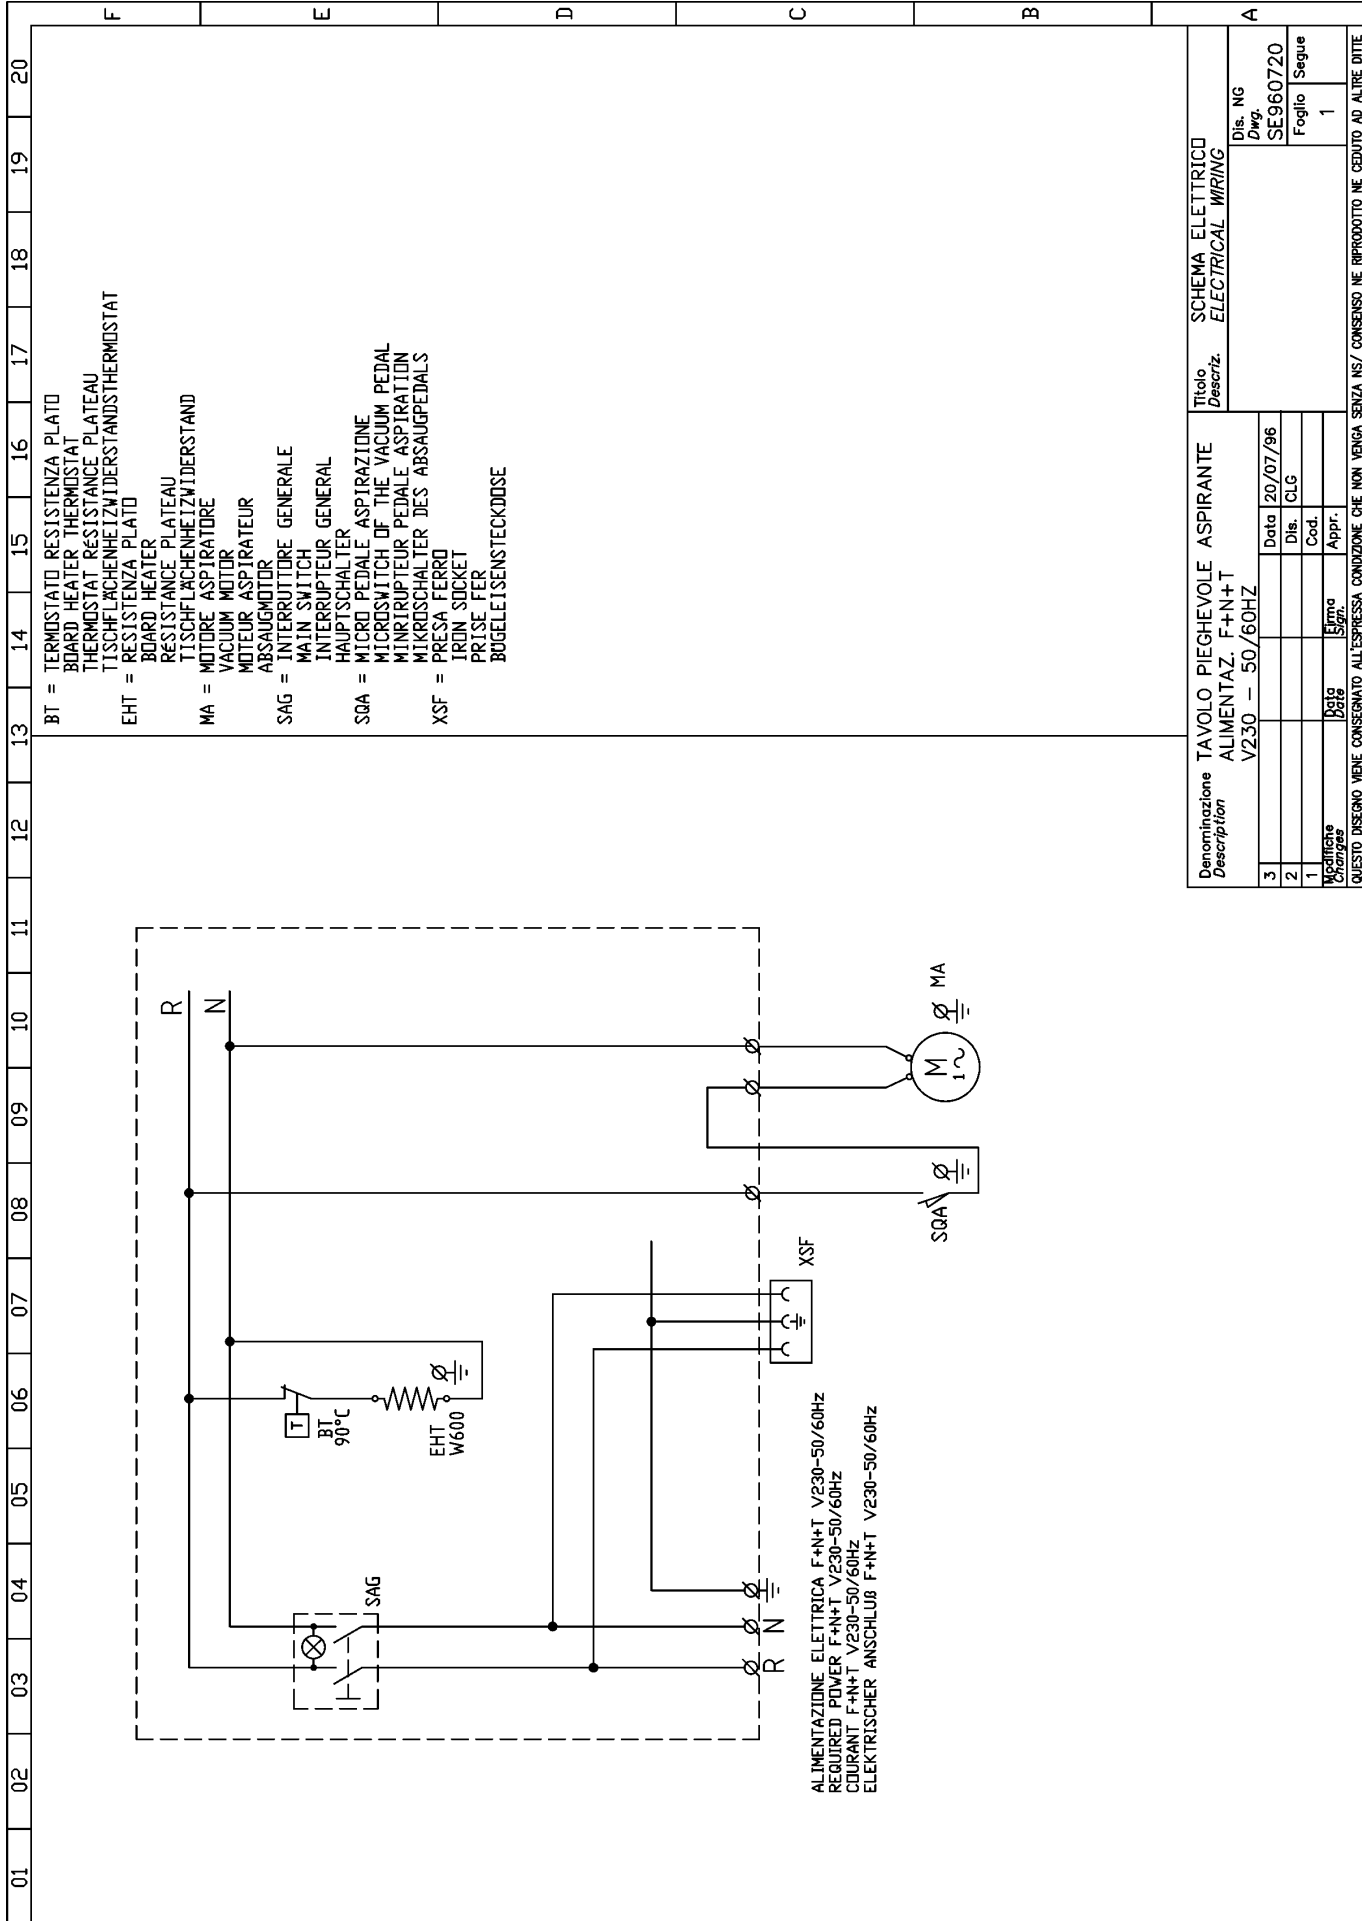 01 02 03 04 05 06 07 08 09 10 11 12 13 14 15 16 17 18 19 20
F
E
D
C
B
A
R
N
SAG
T
BT
90°C
EHT
W600
R
N
XSF
SQA
M
1~
MA
ALIMENTAZIONE ELETTRICA F+N+T V230-50/60Hz
REQUIRED POWER F+N+T V230-50/60Hz
COURANT F+N+T V230-50/60Hz
ELEKTRISCHER ANSCHLUß F+N+T V230-50/60Hz
BT = TERMOSTATO RESISTENZA PLATO
BOARD HEATER THERMOSTAT
THERMOSTAT RÉSISTANCE PLATEAU
TISCHFLÄCHENHEIZWIDERSTANDSTHERMOSTAT
EHT = RESISTENZA PLATO
BOARD HEATER
RÉSISTANCE PLATEAU
TISCHFLÄCHENHEIZWIDERSTAND
MA = MOTORE ASPIRATORE
VACUUM MOTOR
MOTEUR ASPIRATEUR
ABSAUGMOTOR
SAG = INTERRUTTORE GENERALE
MAIN SWITCH
INTERRUPTEUR GENERAL
HAUPTSCHALTER
SQA = MICRO PEDALE ASPIRAZIONE
MICROSWITCH OF THE VACUUM PEDAL
MINRIRUPTEUR PEDALE ASPIRATION
MIKROSCHALTER DES ABSAUGPEDALS
XSF = PRESA FERRO
IRON SOCKET
PRISE FER
BÜGELEISENSTECKDOSE
Denominazione TAVOLO PIEGHEVOLE ASPIRANTE
Description ALIMENTAZ. F+N+T
V230 - 50/60HZ
Titolo SCHEMA ELETTRICO
Descriz. ELECTRICAL WIRING
Dis. NG
Dwg.
SE960720
Foglio Segue
1
3 Data 20/07/96
2 Dis. CLG
1 Cod.
Modifiche Data Firma Appr.
Changes Date Sign.
QUESTO DISEGNO VIENE CONSEGNATO ALL'ESPRESSA CONDIZIONE CHE NON VENGA SENZA NS/ CONSENSO NE RIPRODOTTO NE CEDUTO AD ALTRE DITTE